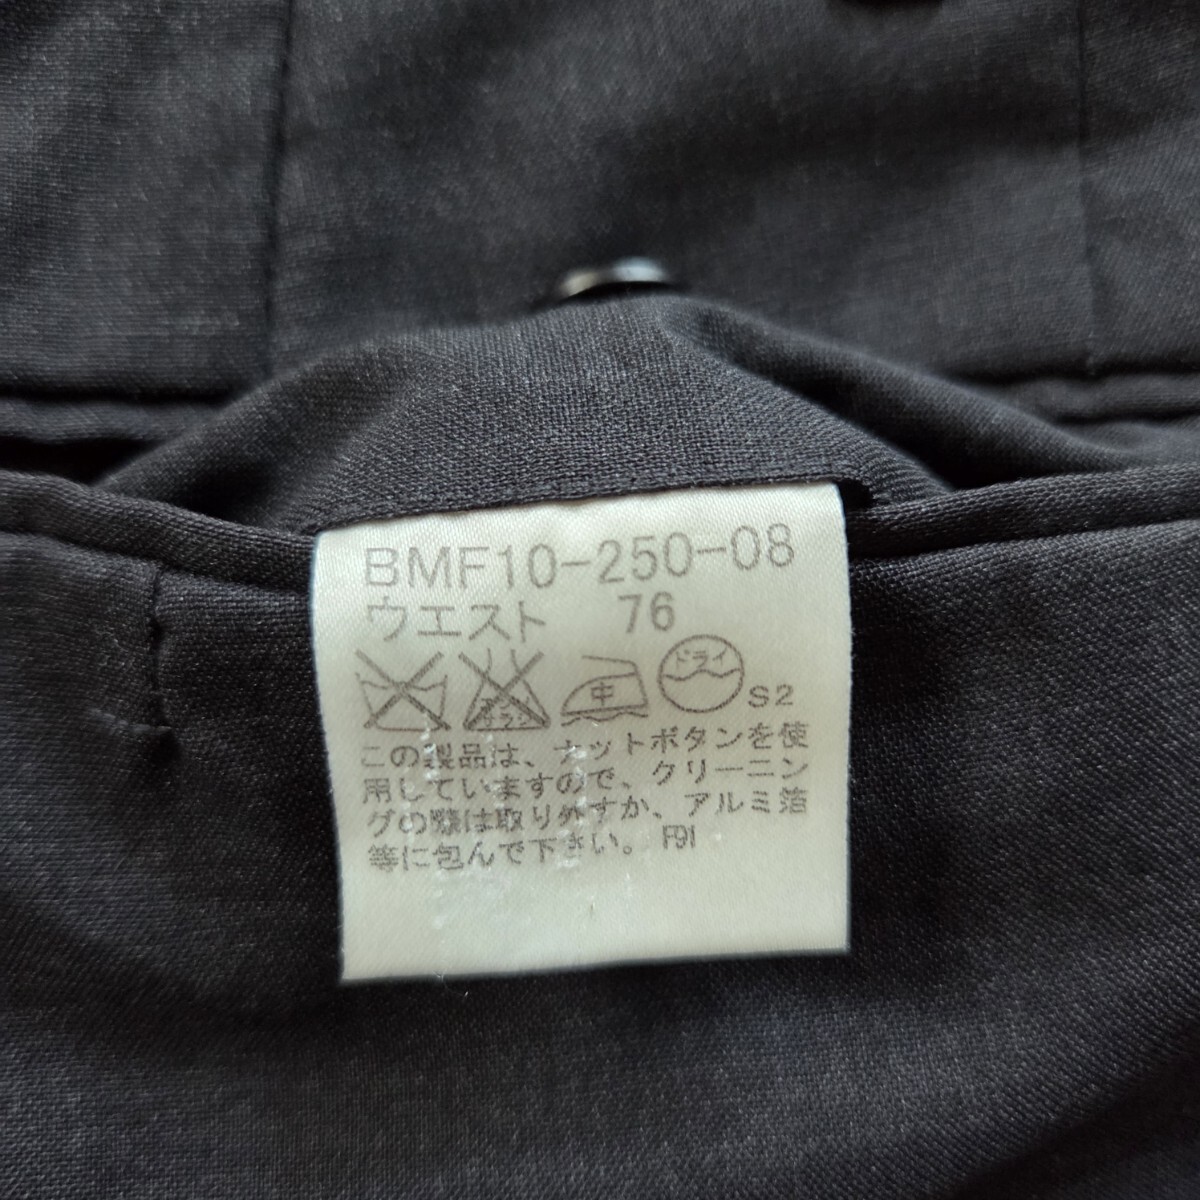 BMF10-250-08
ウエスト 76
エンソ
中
ドライ
S2
この製品は、ナットボタンを使
用していますので、クリーニン
グの際は取り外すか、アルミ箔
等に包んで下さい。 F91